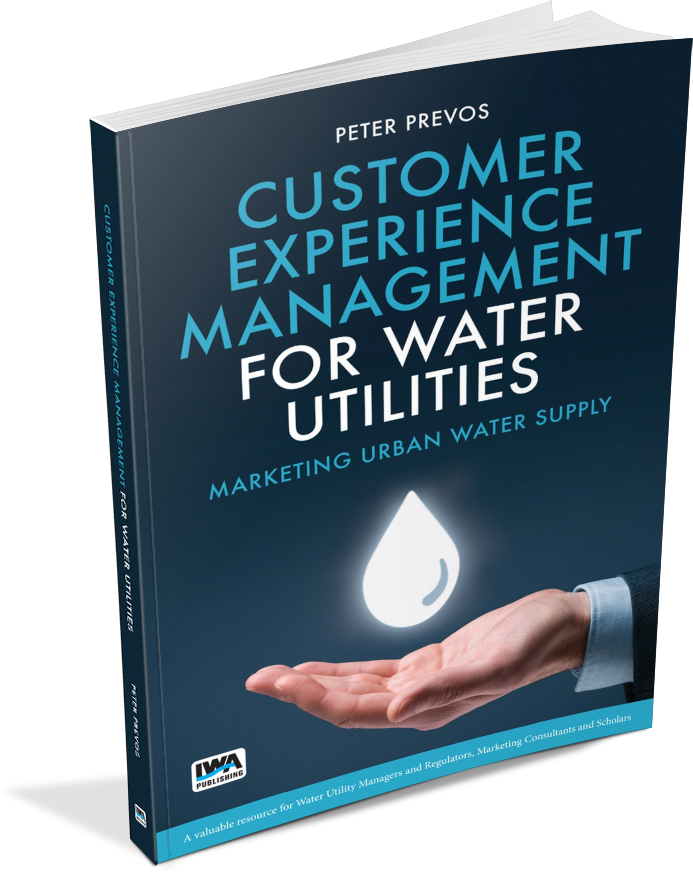 PETER PREVOS
CUSTOMER
EXPERIENCE
MANAGEMENT
FOR WATER
UTILITIES
MARKETING URBAN WATER SUPPLY
IWA
PUBLISHING
A valuable resource for Water Utility Managers and Regulators, Marketing Consultants and Scholars
CUSTOMER EXPERIENCE MANAGEMENT FOR WATER UTILITIES
PETER PREVOS